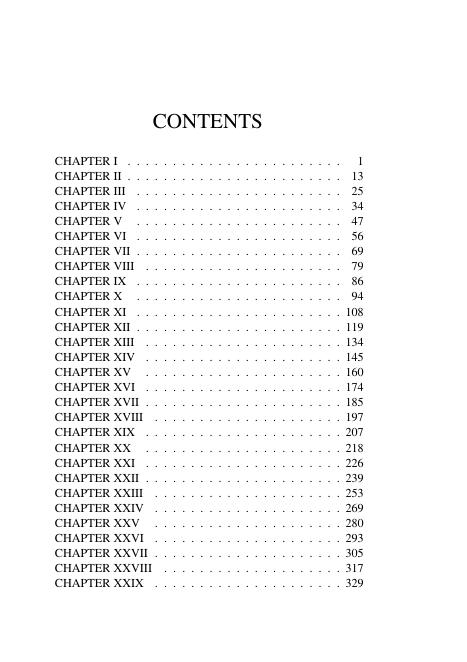 CONTENTS
CHAPTER I . . . . . . . . . . . . . . . . . . . . . . . . 1
CHAPTER II . . . . . . . . . . . . . . . . . . . . . . . . 13
CHAPTER III . . . . . . . . . . . . . . . . . . . . . . . 25
CHAPTER IV . . . . . . . . . . . . . . . . . . . . . . . 34
CHAPTER V . . . . . . . . . . . . . . . . . . . . . . . 47
CHAPTER VI . . . . . . . . . . . . . . . . . . . . . . . 56
CHAPTER VII . . . . . . . . . . . . . . . . . . . . . . . 69
CHAPTER VIII . . . . . . . . . . . . . . . . . . . . . . 79
CHAPTER IX . . . . . . . . . . . . . . . . . . . . . . . 86
CHAPTER X . . . . . . . . . . . . . . . . . . . . . . . 94
CHAPTER XI . . . . . . . . . . . . . . . . . . . . . . . 108
CHAPTER XII . . . . . . . . . . . . . . . . . . . . . . . 119
CHAPTER XIII . . . . . . . . . . . . . . . . . . . . . . 134
CHAPTER XIV . . . . . . . . . . . . . . . . . . . . . . 145
CHAPTER XV . . . . . . . . . . . . . . . . . . . . . . 160
CHAPTER XVI . . . . . . . . . . . . . . . . . . . . . . 174
CHAPTER XVII . . . . . . . . . . . . . . . . . . . . . . 185
CHAPTER XVIII . . . . . . . . . . . . . . . . . . . . . 197
CHAPTER XIX . . . . . . . . . . . . . . . . . . . . . . 207
CHAPTER XX . . . . . . . . . . . . . . . . . . . . . . 218
CHAPTER XXI . . . . . . . . . . . . . . . . . . . . . . 226
CHAPTER XXII . . . . . . . . . . . . . . . . . . . . . . 239
CHAPTER XXIII . . . . . . . . . . . . . . . . . . . . . 253
CHAPTER XXIV . . . . . . . . . . . . . . . . . . . . . 269
CHAPTER XXV . . . . . . . . . . . . . . . . . . . . . 280
CHAPTER XXVI . . . . . . . . . . . . . . . . . . . . . 293
CHAPTER XXVII . . . . . . . . . . . . . . . . . . . . . 305
CHAPTER XXVIII . . . . . . . . . . . . . . . . . . . . 317
CHAPTER XXIX . . . . . . . . . . . . . . . . . . . . . 329